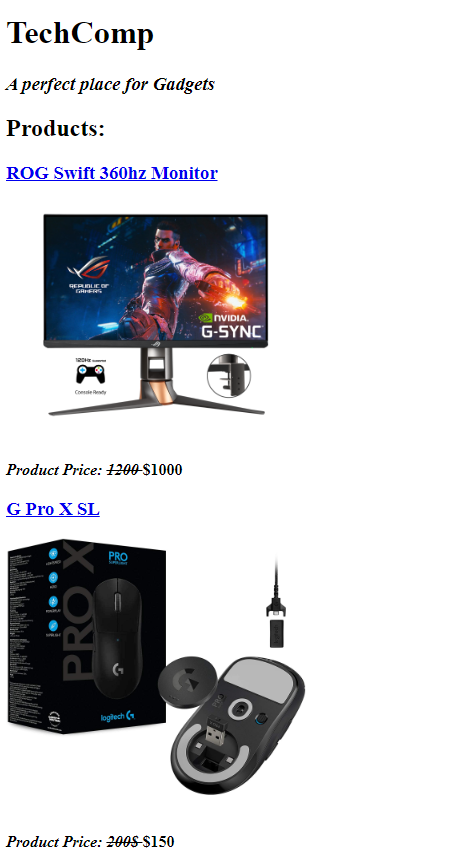 TechComp
A perfect place for Gadgets
Products:
ROG Swift 360hz Monitor
REPUBLIC OF
GAMERS
NVIDIA.
G-SYNC
120Hz
Console Ready
Product Price: 1200 $1000
G Pro X SL
PRO
SUPERLIGHT
PRO X
logitech G
Product Price: 200$ $150